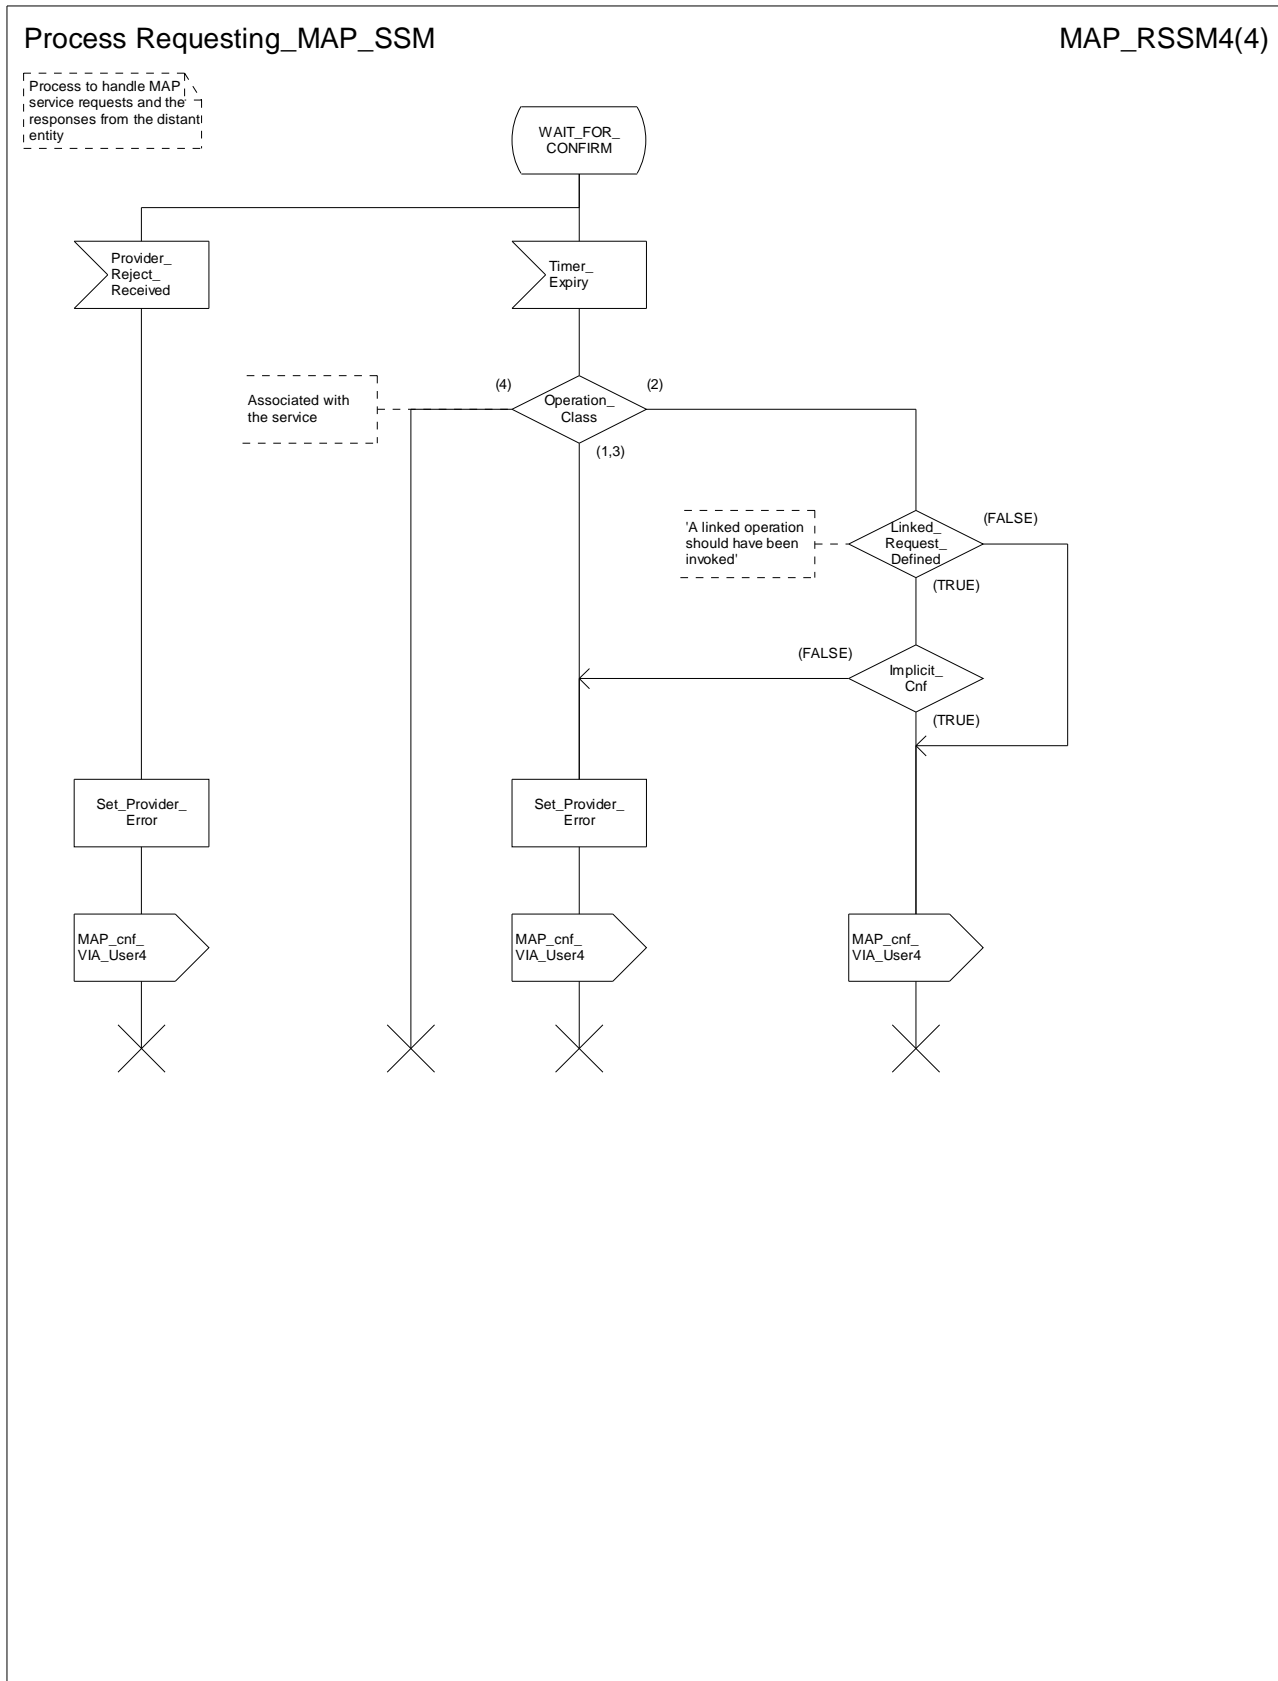 Process Requesting_MAP_SSM
MAP_RSSM4(4)
Process to handle MAP
service requests and the
responses from the distant
entity
WAIT_FOR_
CONFIRM
Provider_
Reject_
Received
Timer_
Expiry
Associated with
the service
(4)
Operation_
Class
(2)
(1,3)
'A linked operation
should have been
invoked'
Linked_
Request_
Defined
(FALSE)
(TRUE)
(FALSE)
Implicit_
Cnf
(TRUE)
Set_Provider_
Error
Set_Provider_
Error
MAP_cnf_
VIA_User4
MAP_cnf_
VIA_User4
MAP_cnf_
VIA_User4